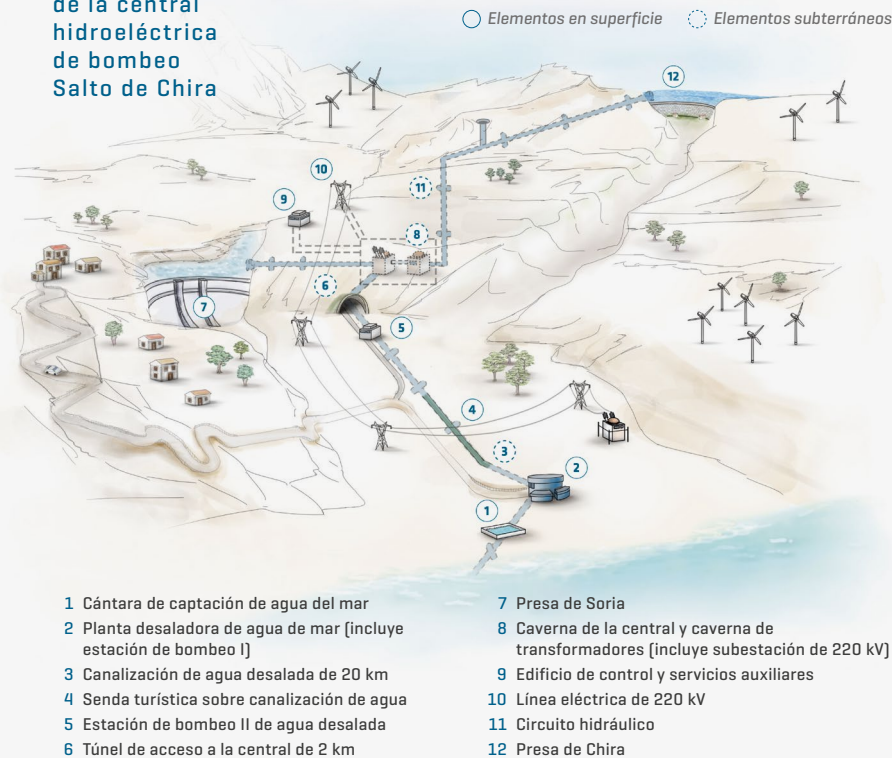 de la central
hidroeléctrica
de bombeo
Salto de Chira
Elementos en superficie
Elementos subterráneos
12
10
11
9
8
6
7
5
4
3
2
1
1 Cántara de captación de agua del mar
2 Planta desaladora de agua de mar (incluye
estación de bombeo I)
3 Canalización de agua desalada de 20 km
4 Senda turística sobre canalización de agua
5 Estación de bombeo II de agua desalada
6 Túnel de acceso a la central de 2 km
7 Presa de Soria
8 Caverna de la central y caverna de
transformadores (incluye subestación de 220 kV)
9 Edificio de control y servicios auxiliares
10 Línea eléctrica de 220 kV
11 Circuito hidráulico
12 Presa de Chira